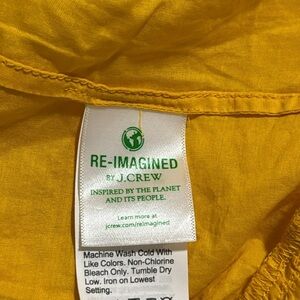 RE-IMAGINED
BY J.CREW
INSPIRED BY THE PLANET
AND ITS PEOPLE.
Learn more at
jcrew.com/reimagined
Machine Wash Cold With
Like Colors. Non-Chlorine
Bleach Only. Tumble Dry
Low. Iron on Lowest
Setting.